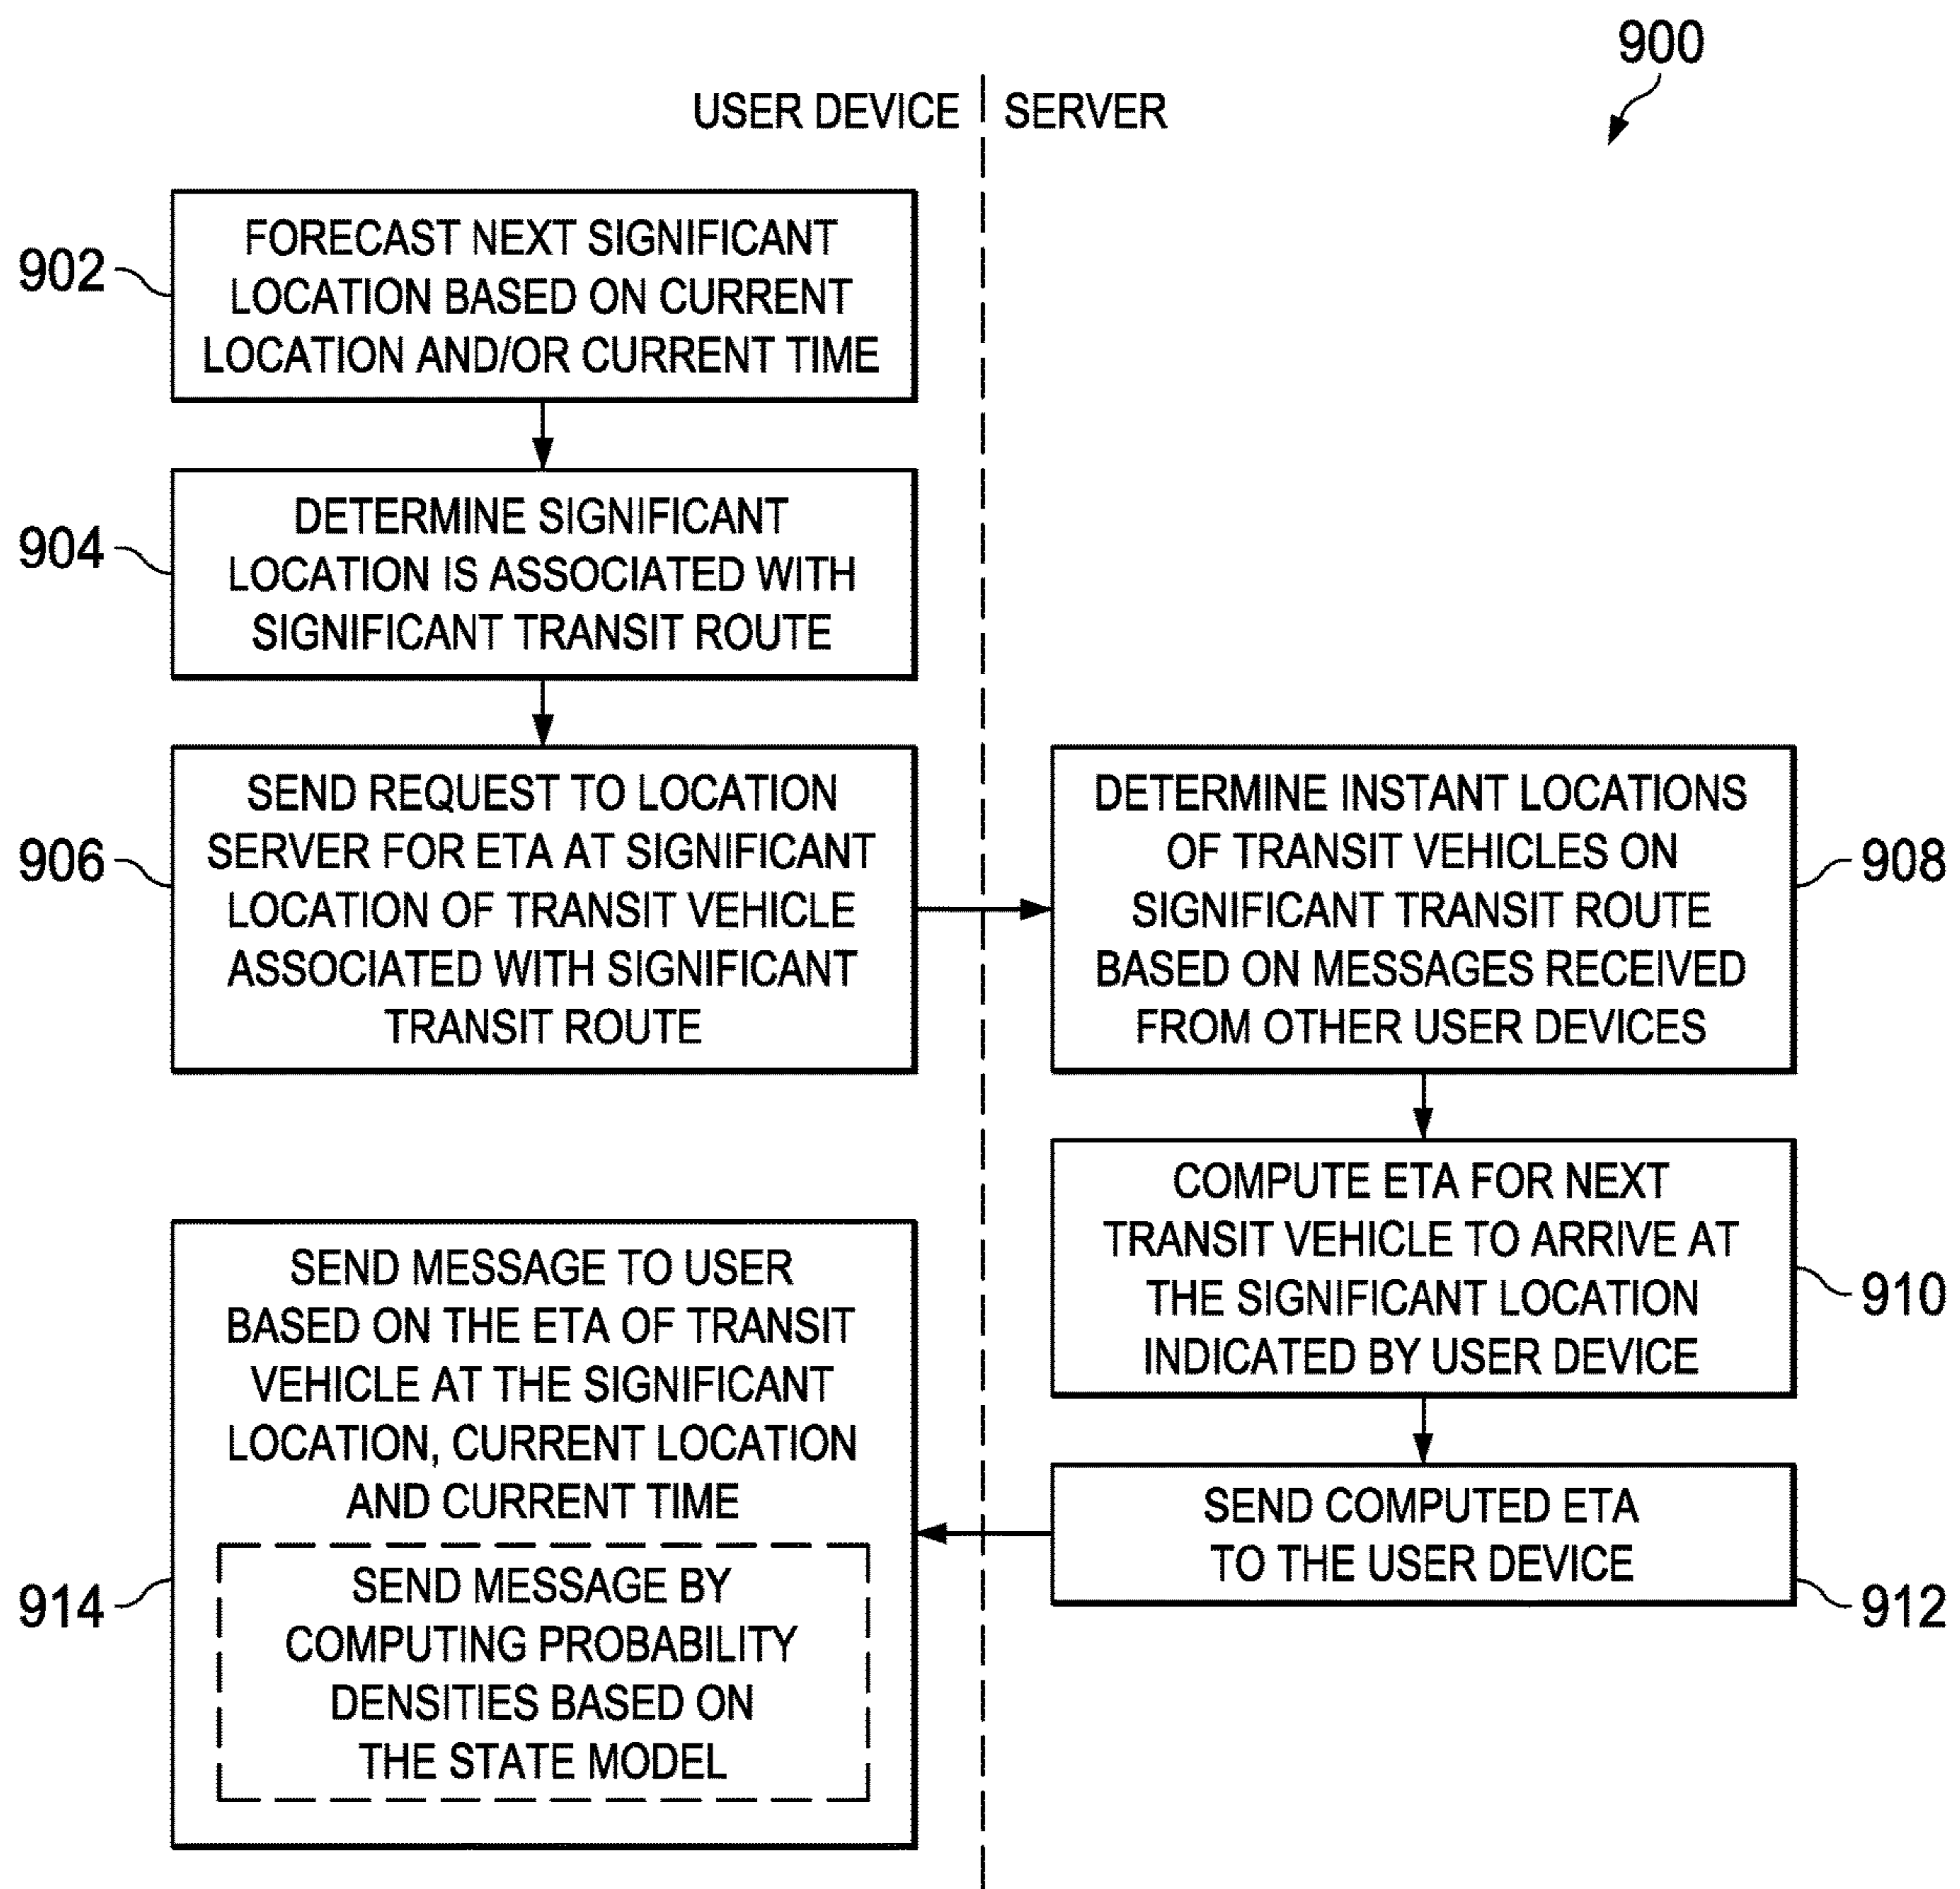 900
USER DEVICE
SERVER
902
FORECAST NEXT SIGNIFICANT
LOCATION BASED ON CURRENT
LOCATION AND/OR CURRENT TIME
904
DETERMINE SIGNIFICANT
LOCATION IS ASSOCIATED WITH
SIGNIFICANT TRANSIT ROUTE
906
SEND REQUEST TO LOCATION
SERVER FOR ETA AT SIGNIFICANT
LOCATION OF TRANSIT VEHICLE
ASSOCIATED WITH SIGNIFICANT
TRANSIT ROUTE
DETERMINE INSTANT LOCATIONS
OF TRANSIT VEHICLES ON
SIGNIFICANT TRANSIT ROUTE
BASED ON MESSAGES RECEIVED
FROM OTHER USER DEVICES
908
COMPUTE ETA FOR NEXT
TRANSIT VEHICLE TO ARRIVE AT
THE SIGNIFICANT LOCATION
INDICATED BY USER DEVICE
910
SEND COMPUTED ETA
TO THE USER DEVICE
912
914
SEND MESSAGE TO USER
BASED ON THE ETA OF TRANSIT
VEHICLE AT THE SIGNIFICANT
LOCATION, CURRENT LOCATION
AND CURRENT TIME
SEND MESSAGE BY
COMPUTING PROBABILITY
DENSITIES BASED ON
THE STATE MODEL